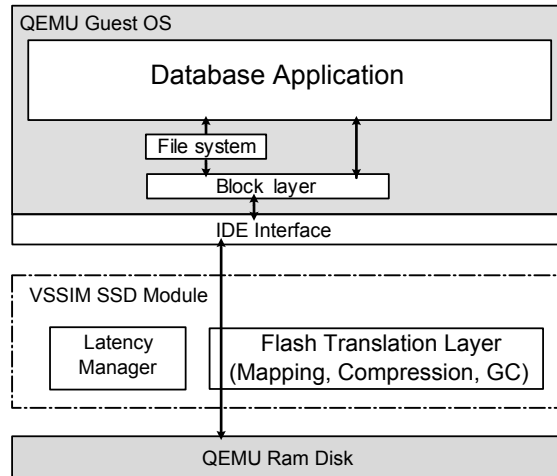 QEMU Guest OS
Database Application
File system
Block layer
IDE Interface
VSSIM SSD Module
Latency
Manager
Flash Translation Layer
(Mapping, Compression, GC)
QEMU Ram Disk